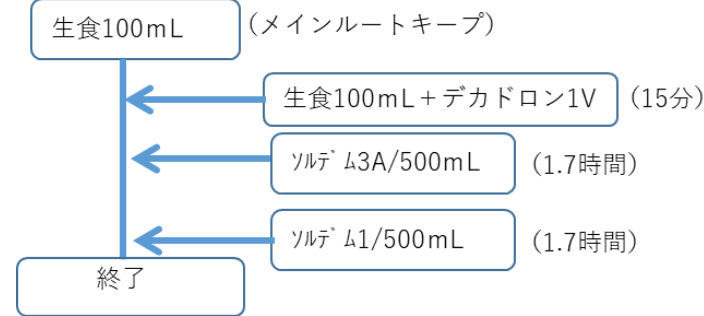 生食100mL (メインルートキープ)
生食100mL+デカドロン1V (15分)
ｿﾙﾃﾞﾑ3A/500mL (1.7時間)
ｿﾙﾃﾞﾑ1/500mL (1.7時間)
終了